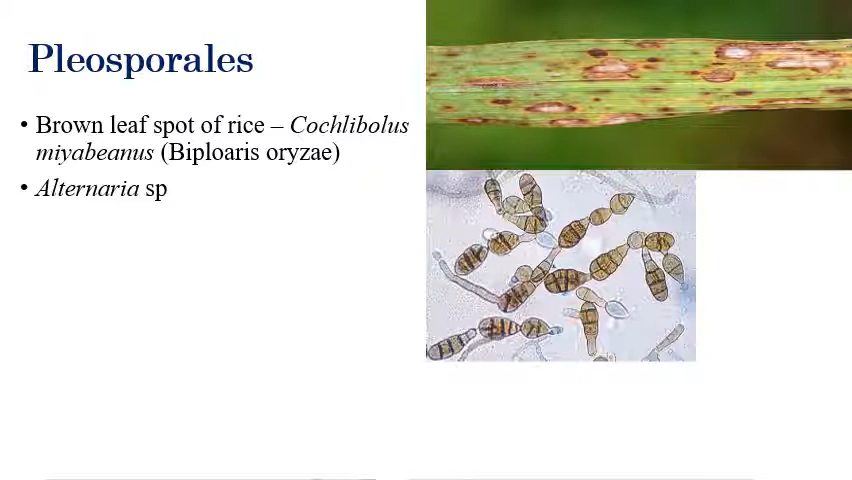 Pleosporales
• Brown leaf spot of rice – Cochlibolus
miyabeanus (Biploaris oryzae)
• Alternaria sp